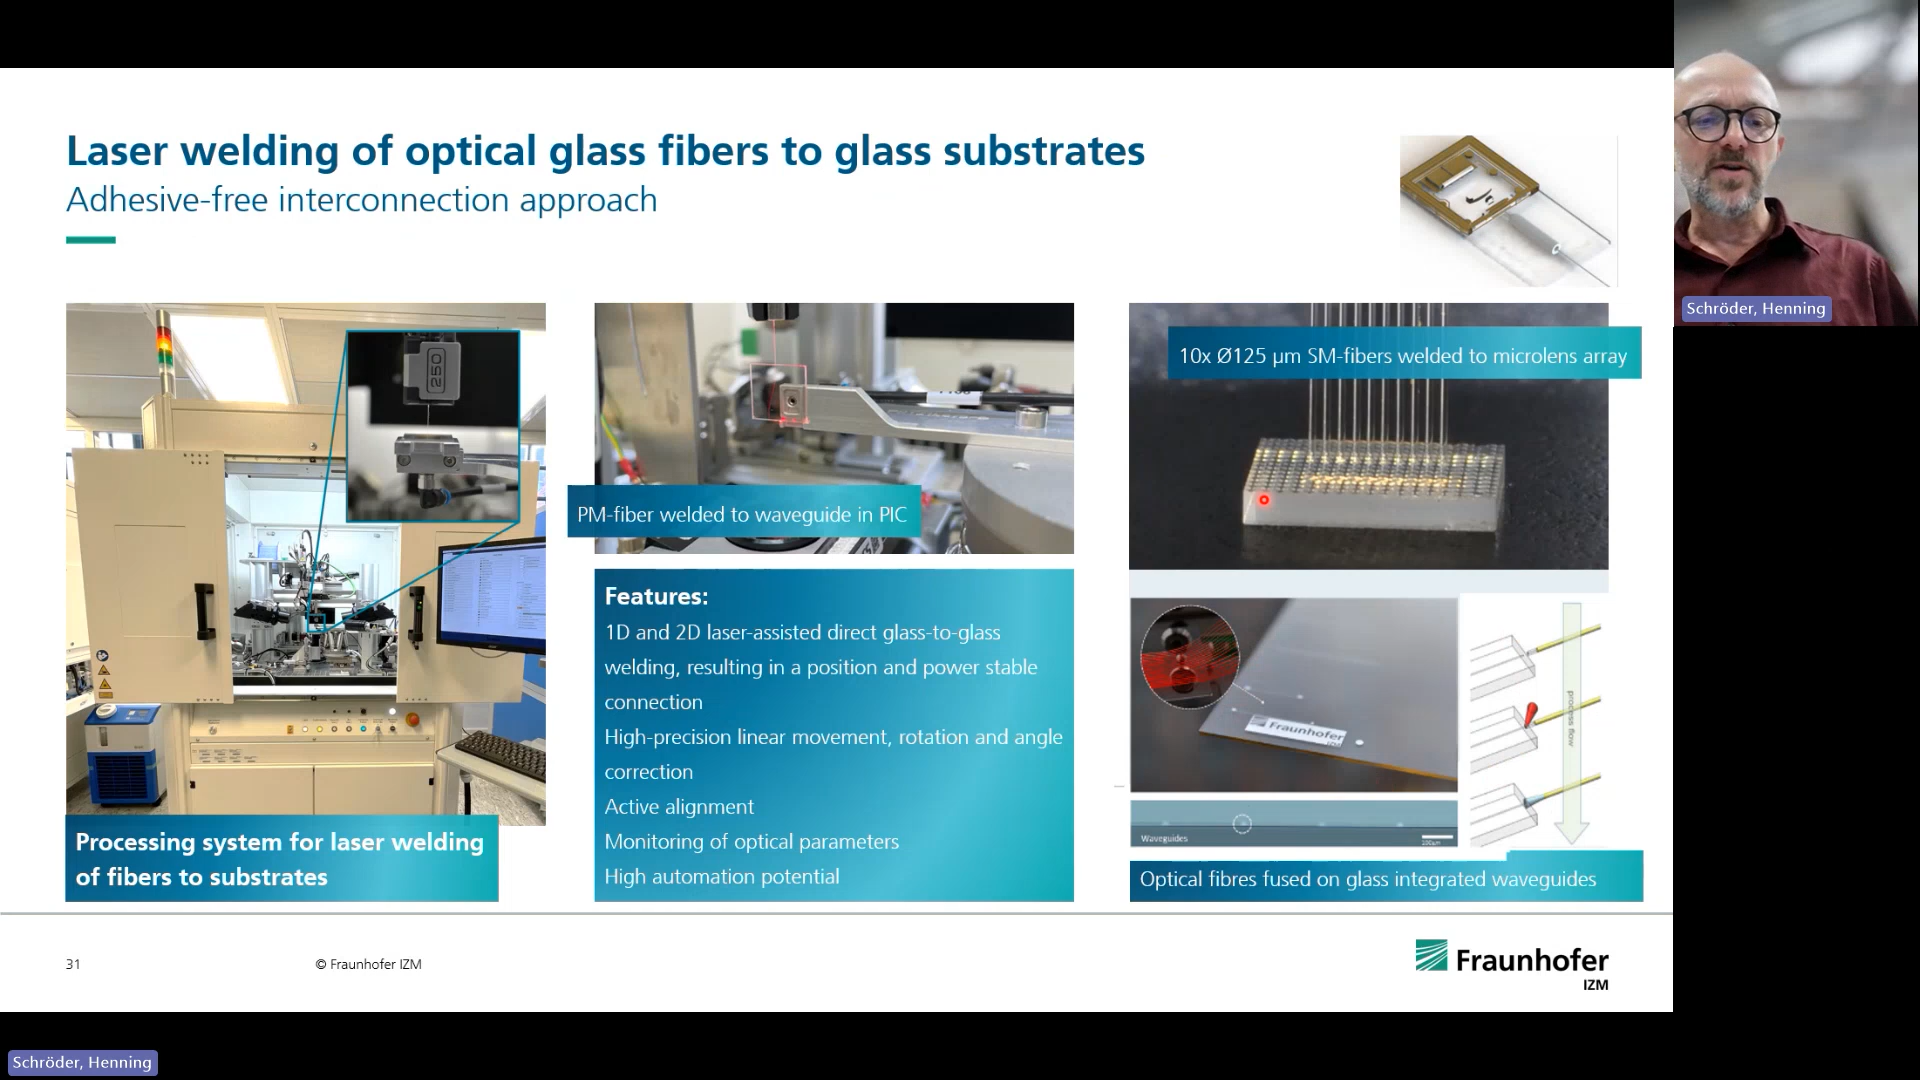 Laser welding of optical glass fibers to glass substrates
Adhesive-free interconnection approach
Schröder, Henning
250
Processing system for laser welding
of fibers to substrates
PM-fiber welded to waveguide in PIC
Features:
1D and 2D laser-assisted direct glass-to-glass
welding, resulting in a position and power stable
connection
High-precision linear movement, rotation and angle
correction
Active alignment
Monitoring of optical parameters
High automation potential
10x Ø125 µm SM-fibers welded to microlens array
Fraunhofer
IZM
process flow
Waveguides
200µm
Optical fibres fused on glass integrated waveguides
31
© Fraunhofer IZM
Fraunhofer
IZM
Schröder, Henning